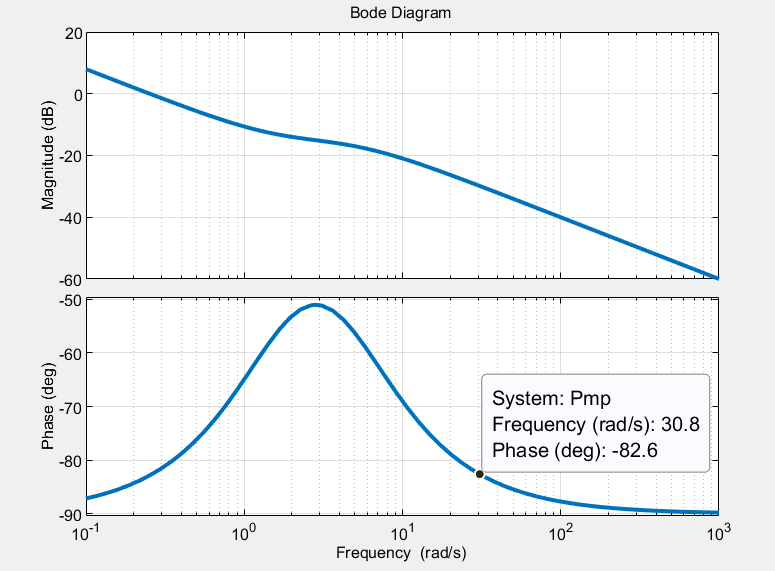 Bode Diagram
Magnitude (dB)
20
0
-20
-40
-60
Phase (deg)
-50
-60
-70
-80
-90
System: Pmp
Frequency (rad/s): 30.8
Phase (deg): -82.6
10^-1
10^0
10^1
10^2
10^3
Frequency (rad/s)